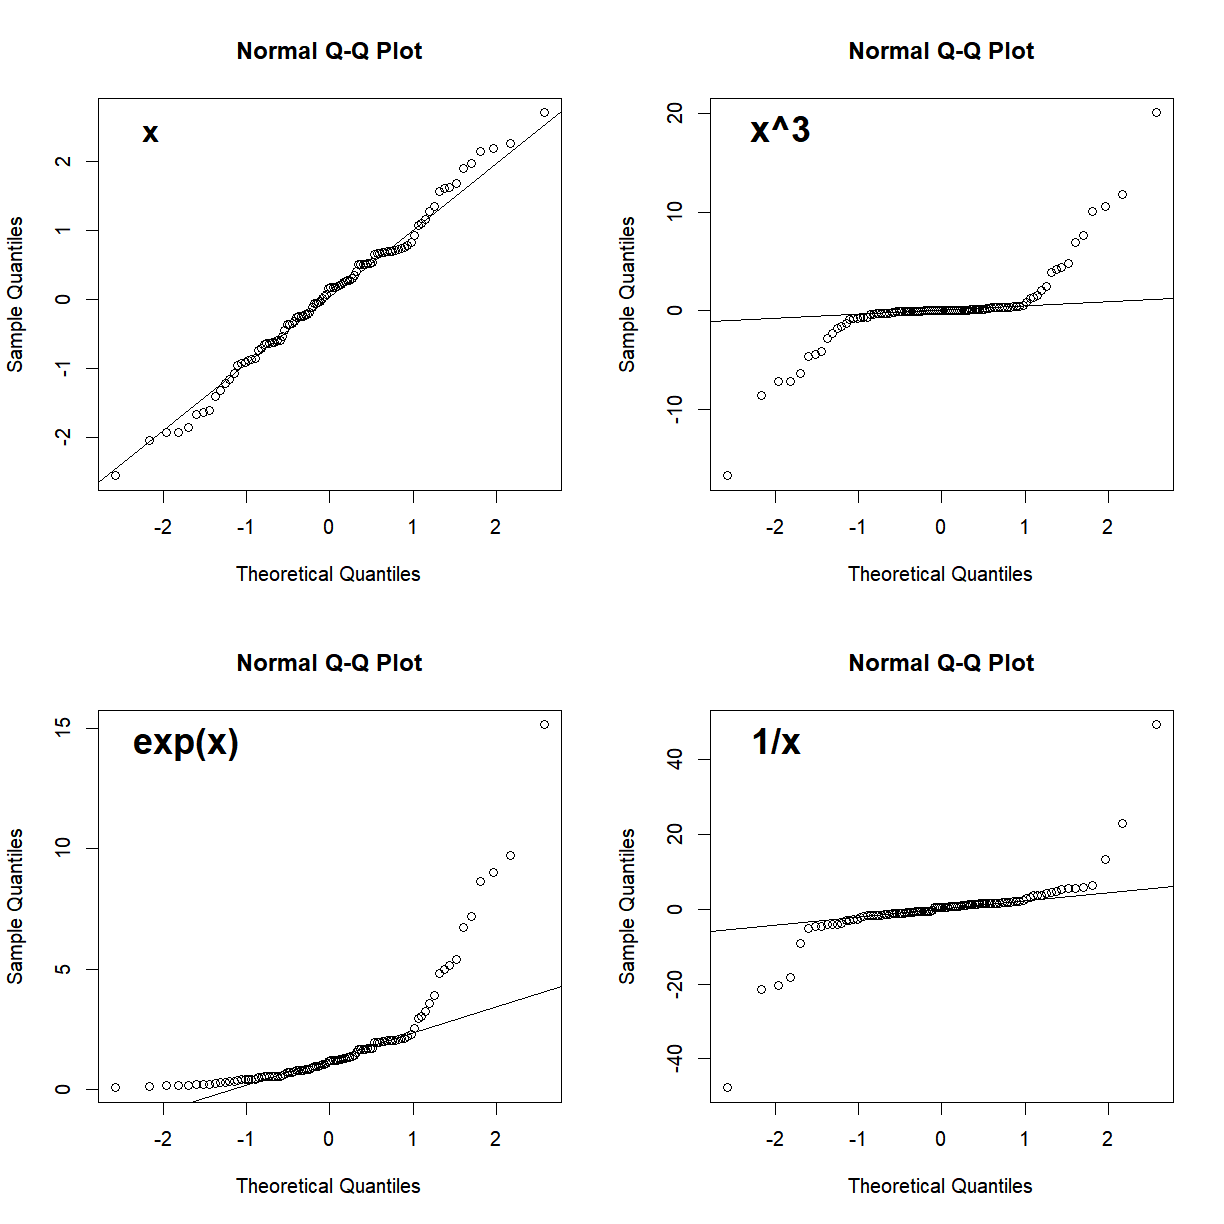 Normal Q-Q Plot
x
Sample Quantiles
2
1
0
-1
-2
-2 -1 0 1 2
Theoretical Quantiles
Normal Q-Q Plot
x^3
Sample Quantiles
20
10
0
-10
-2 -1 0 1 2
Theoretical Quantiles
Normal Q-Q Plot
exp(x)
Sample Quantiles
15
10
5
0
-2 -1 0 1 2
Theoretical Quantiles
Normal Q-Q Plot
1/x
Sample Quantiles
40
20
0
-20
-40
-2 -1 0 1 2
Theoretical Quantiles